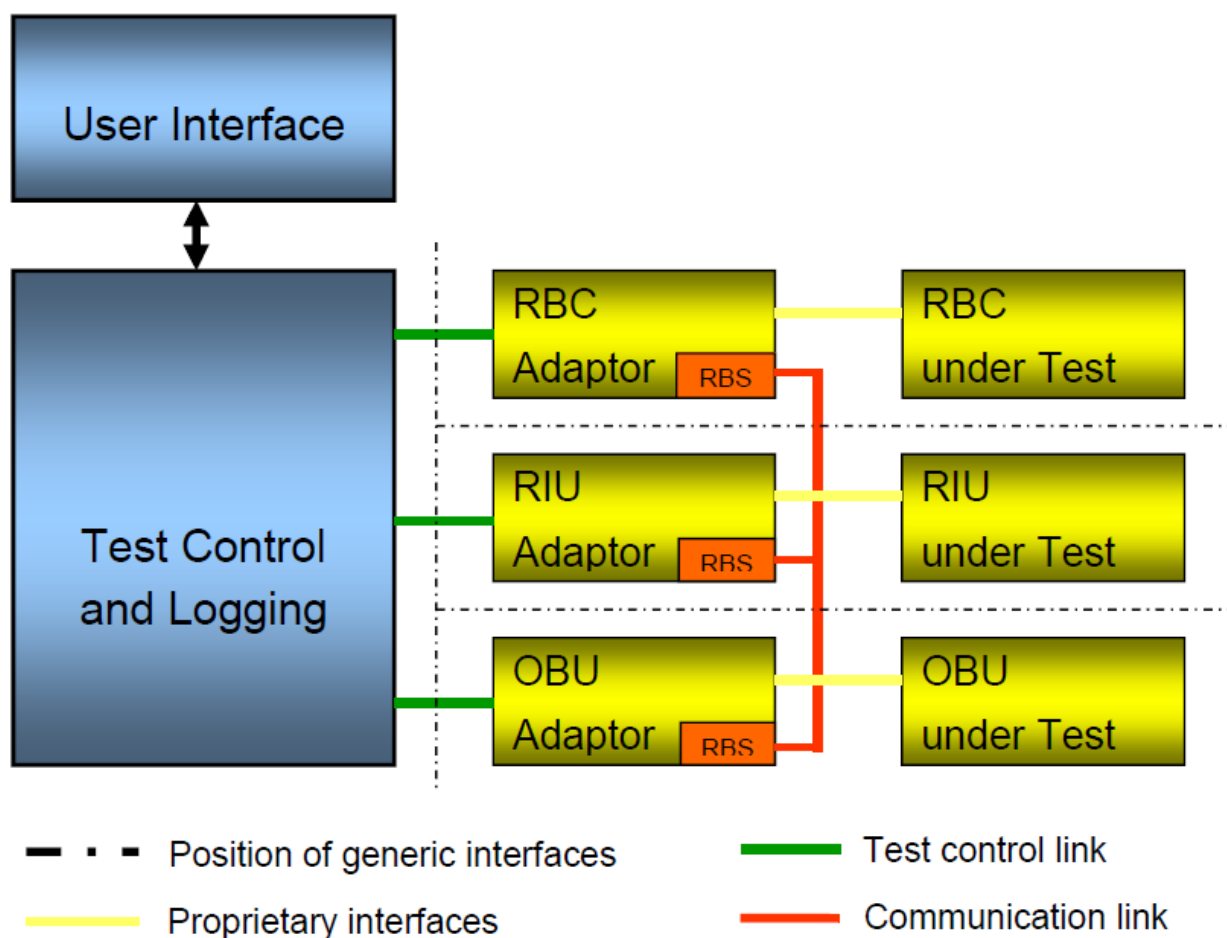 User Interface
Test Control
and Logging
RBC
Adaptor
RBS
RBC
under Test
RIU
Adaptor
RBS
RIU
under Test
OBU
Adaptor
RBS
OBU
under Test
Position of generic interfaces
Test control link
Proprietary interfaces
Communication link